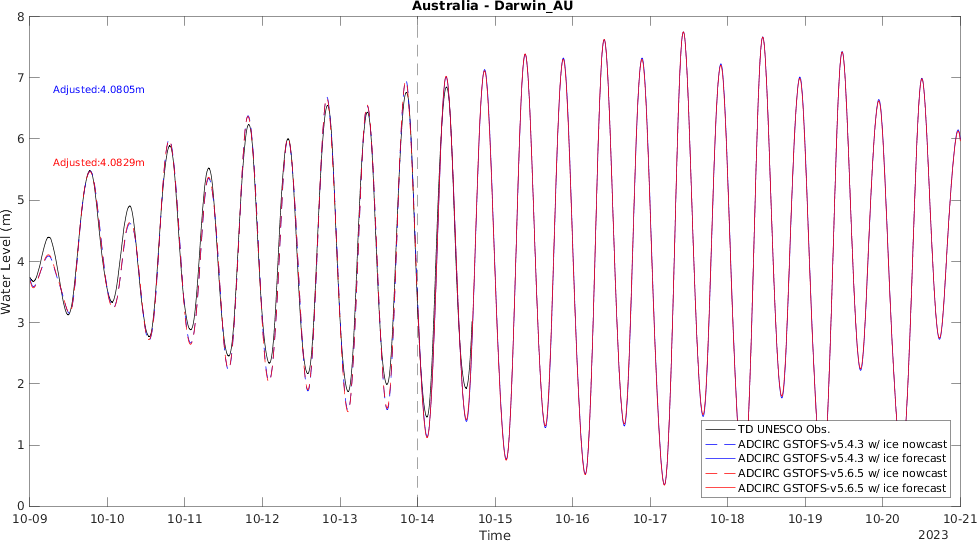 Australia - Darwin_AU
8
7
6
5
4
3
2
1
0
Water Level (m)
Adjusted:4.0805m
Adjusted:4.0829m
TD UNESCO Obs.
ADCIRC GSTOFS-v5.4.3 w/ ice nowcast
ADCIRC GSTOFS-v5.4.3 w/ ice forecast
ADCIRC GSTOFS-v5.6.5 w/ ice nowcast
ADCIRC GSTOFS-v5.6.5 w/ ice forecast
10-09 10-10 10-11 10-12 10-13 10-14 10-15 10-16 10-17 10-18 10-19 10-20 10-21
Time
2023